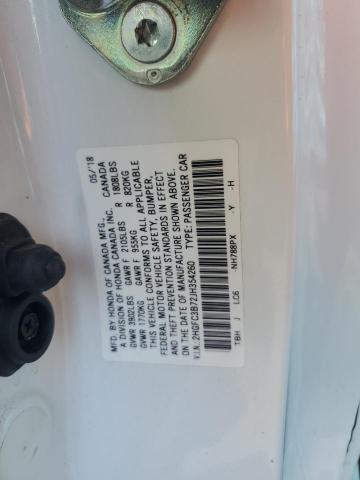 MFD. BY HONDA OF CANADA MFG. CANADA
A DIVISION OF HONDA CANADA INC. 05/18
GVWR 3902LBS GAWR F 2105LBS R 1808LBS
GVWR 1770KG GAWR F 955KG R 820KG
THIS VEHICLE CONFORMS TO ALL APPLICABLE
FEDERAL MOTOR VEHICLE SAFETY, BUMPER,
AND THEFT PREVENTION STANDARDS IN EFFECT
ON THE DATE OF MANUFACTURE SHOWN ABOVE.
V.I.N. 2HGFC3B72JH354260 TYPE: PASSENGER CAR
NH788PX Y -H
TBH J LC6